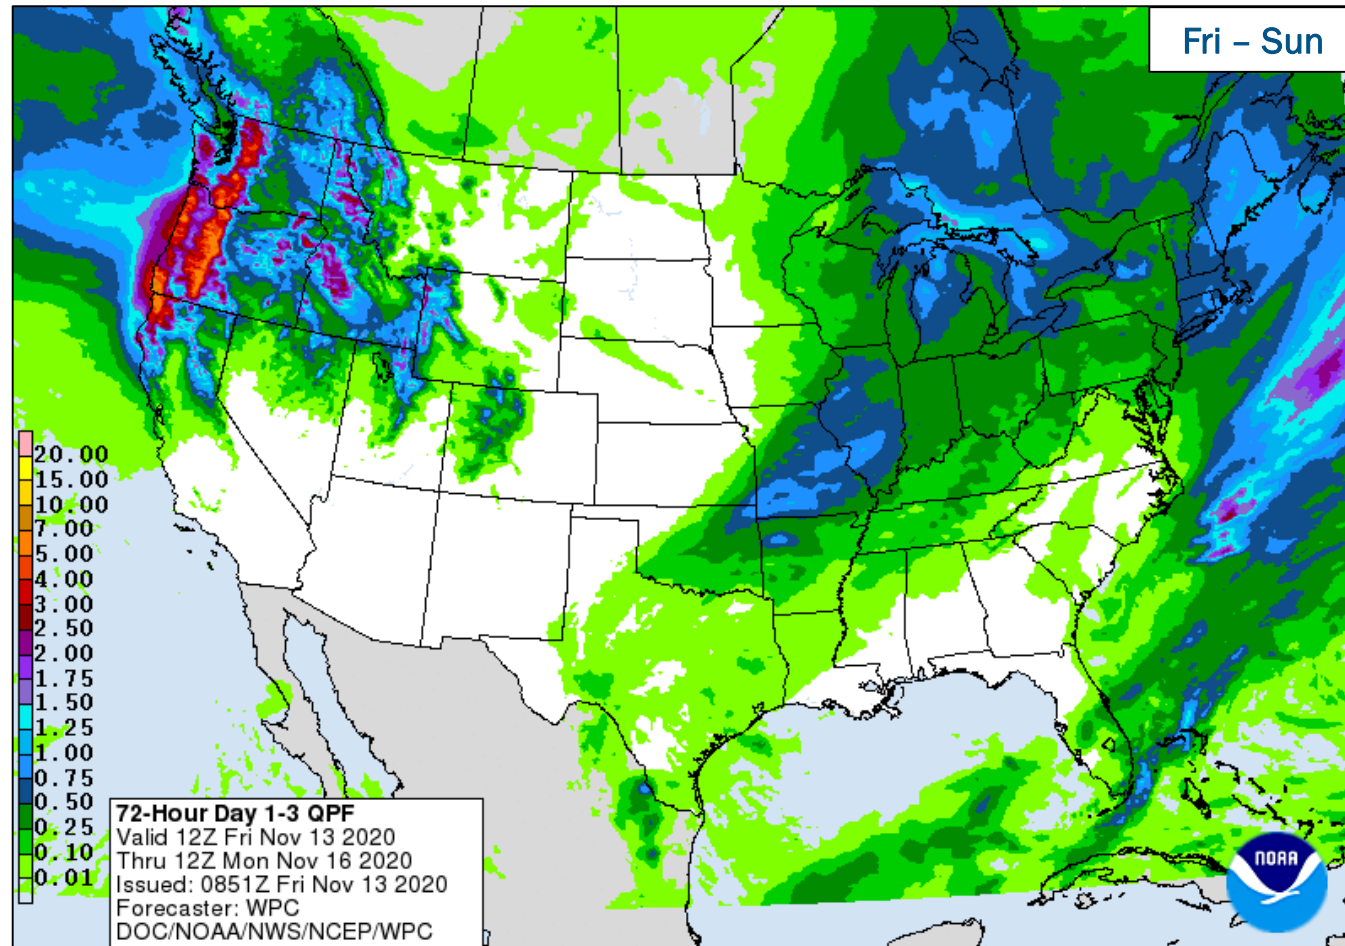 Fri – Sun
20.00
15.00
10.00
7.00
5.00
4.00
3.00
2.50
2.00
1.75
1.50
1.25
1.00
0.75
0.50
0.25
0.10
0.01
72-Hour Day 1-3 QPF
Valid 12Z Fri Nov 13 2020
Thru 12Z Mon Nov 16 2020
Issued: 0851Z Fri Nov 13 2020
Forecaster: WPC
DOC/NOAA/NWS/NCEP/WPC
NOAA